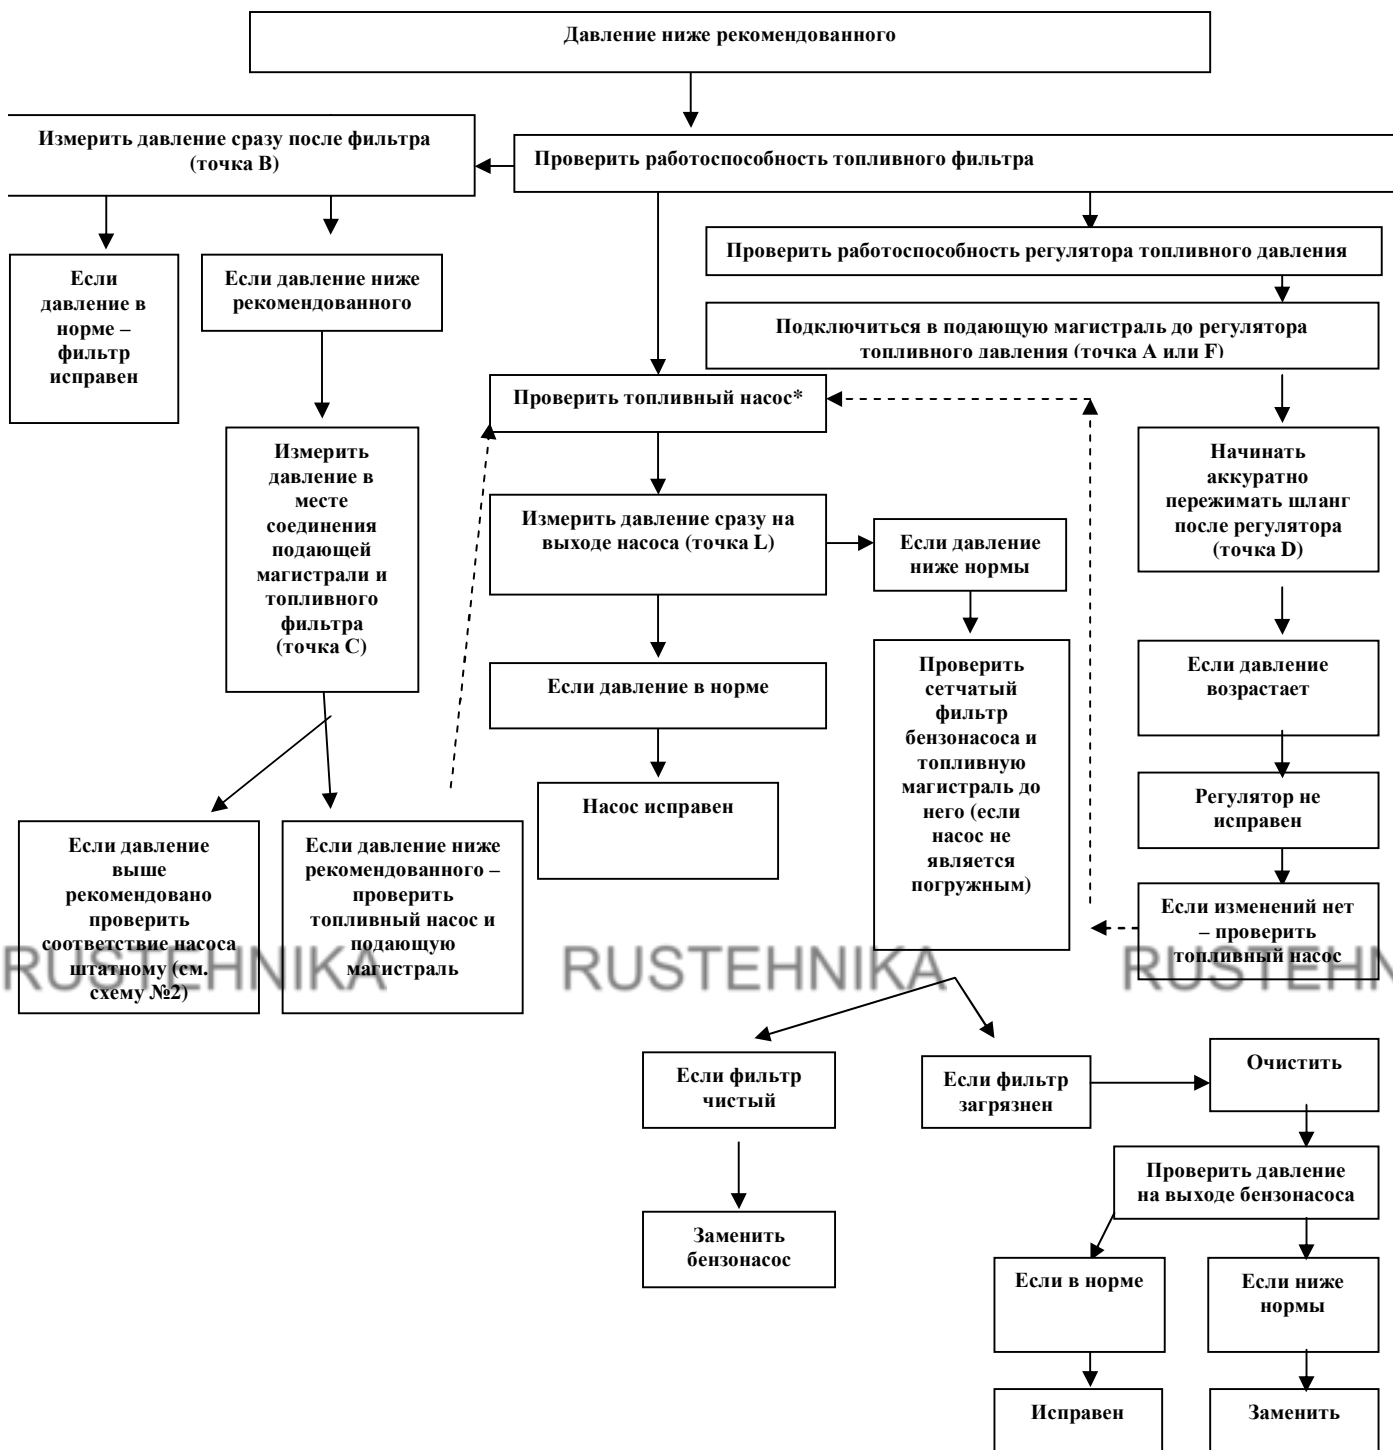 Давление ниже рекомендованного
Измерить давление сразу после фильтра
(точка В)
Проверить работоспособность топливного фильтра
Если
давление в
норме –
фильтр
исправен
Если давление ниже
рекомендованного
Проверить работоспособность регулятора топливного давления
Подключиться в подающую магистраль до регулятора
топливного давления (точка А или F)
Проверить топливный насос*
Измерить
давление в
месте
соединения
подающей
магистрали и
топливного
фильтра
(точка С)
Измерить давление сразу на
выходе насоса (точка L)
Если давление
ниже нормы
Начинать
аккуратно
пережимать шланг
после регулятора
(точка D)
Если давление в норме
Проверить
сетчатый
фильтр
бензонасоса и
топливную
магистраль до
него (если
насос не
является
погружным)
Если давление
возрастает
Насос исправен
Регулятор не
исправен
Если давление
выше
рекомендовано
проверить
соответствие насоса
штатному (см.
схему №2)
Если давление ниже
рекомендованного –
проверить
топливный насос и
подающую
магистраль
Если изменений нет
– проверить
топливный насос
RUSTEHNIKA RUSTEHNIKA RUSTEHN
Если фильтр
чистый
Если фильтр
загрязнен
Очистить
Проверить давление
на выходе бензонасоса
Заменить
бензонасос
Если в норме
Если ниже
нормы
Исправен
Заменить